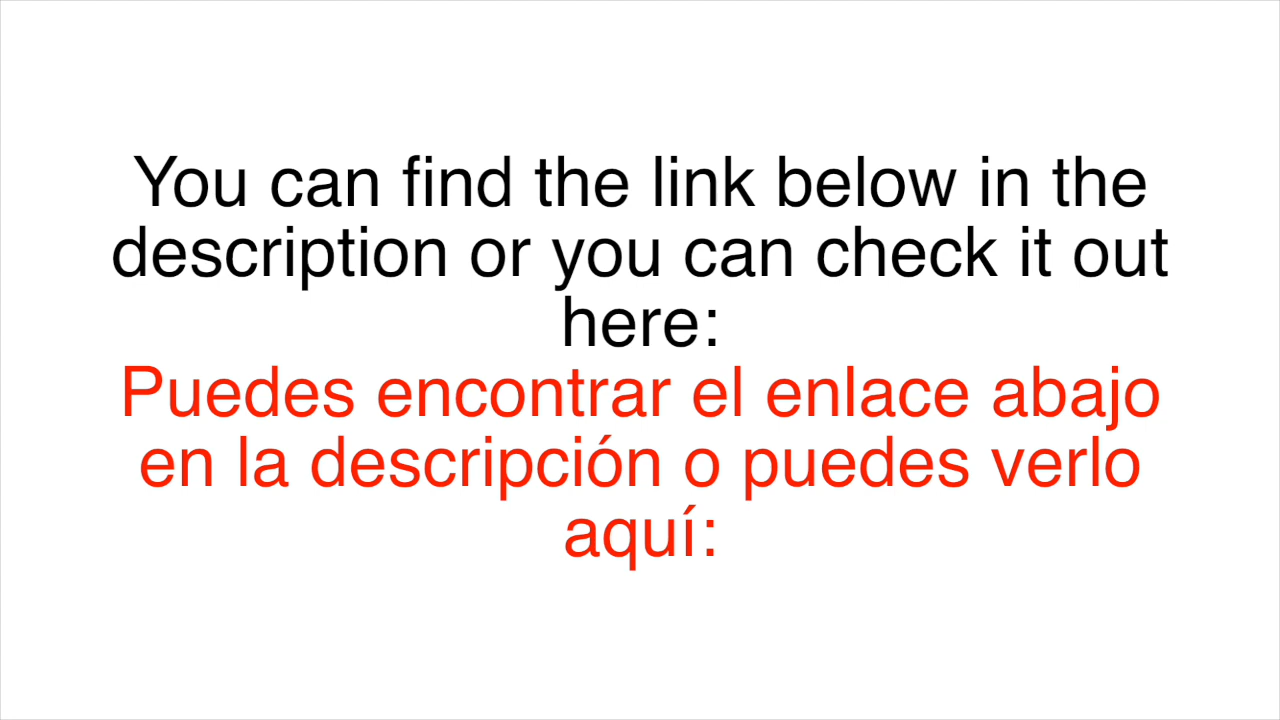 You can find the link below in the
description or you can check it out
here:
Puedes encontrar el enlace abajo
en la descripción o puedes verlo
aquí: